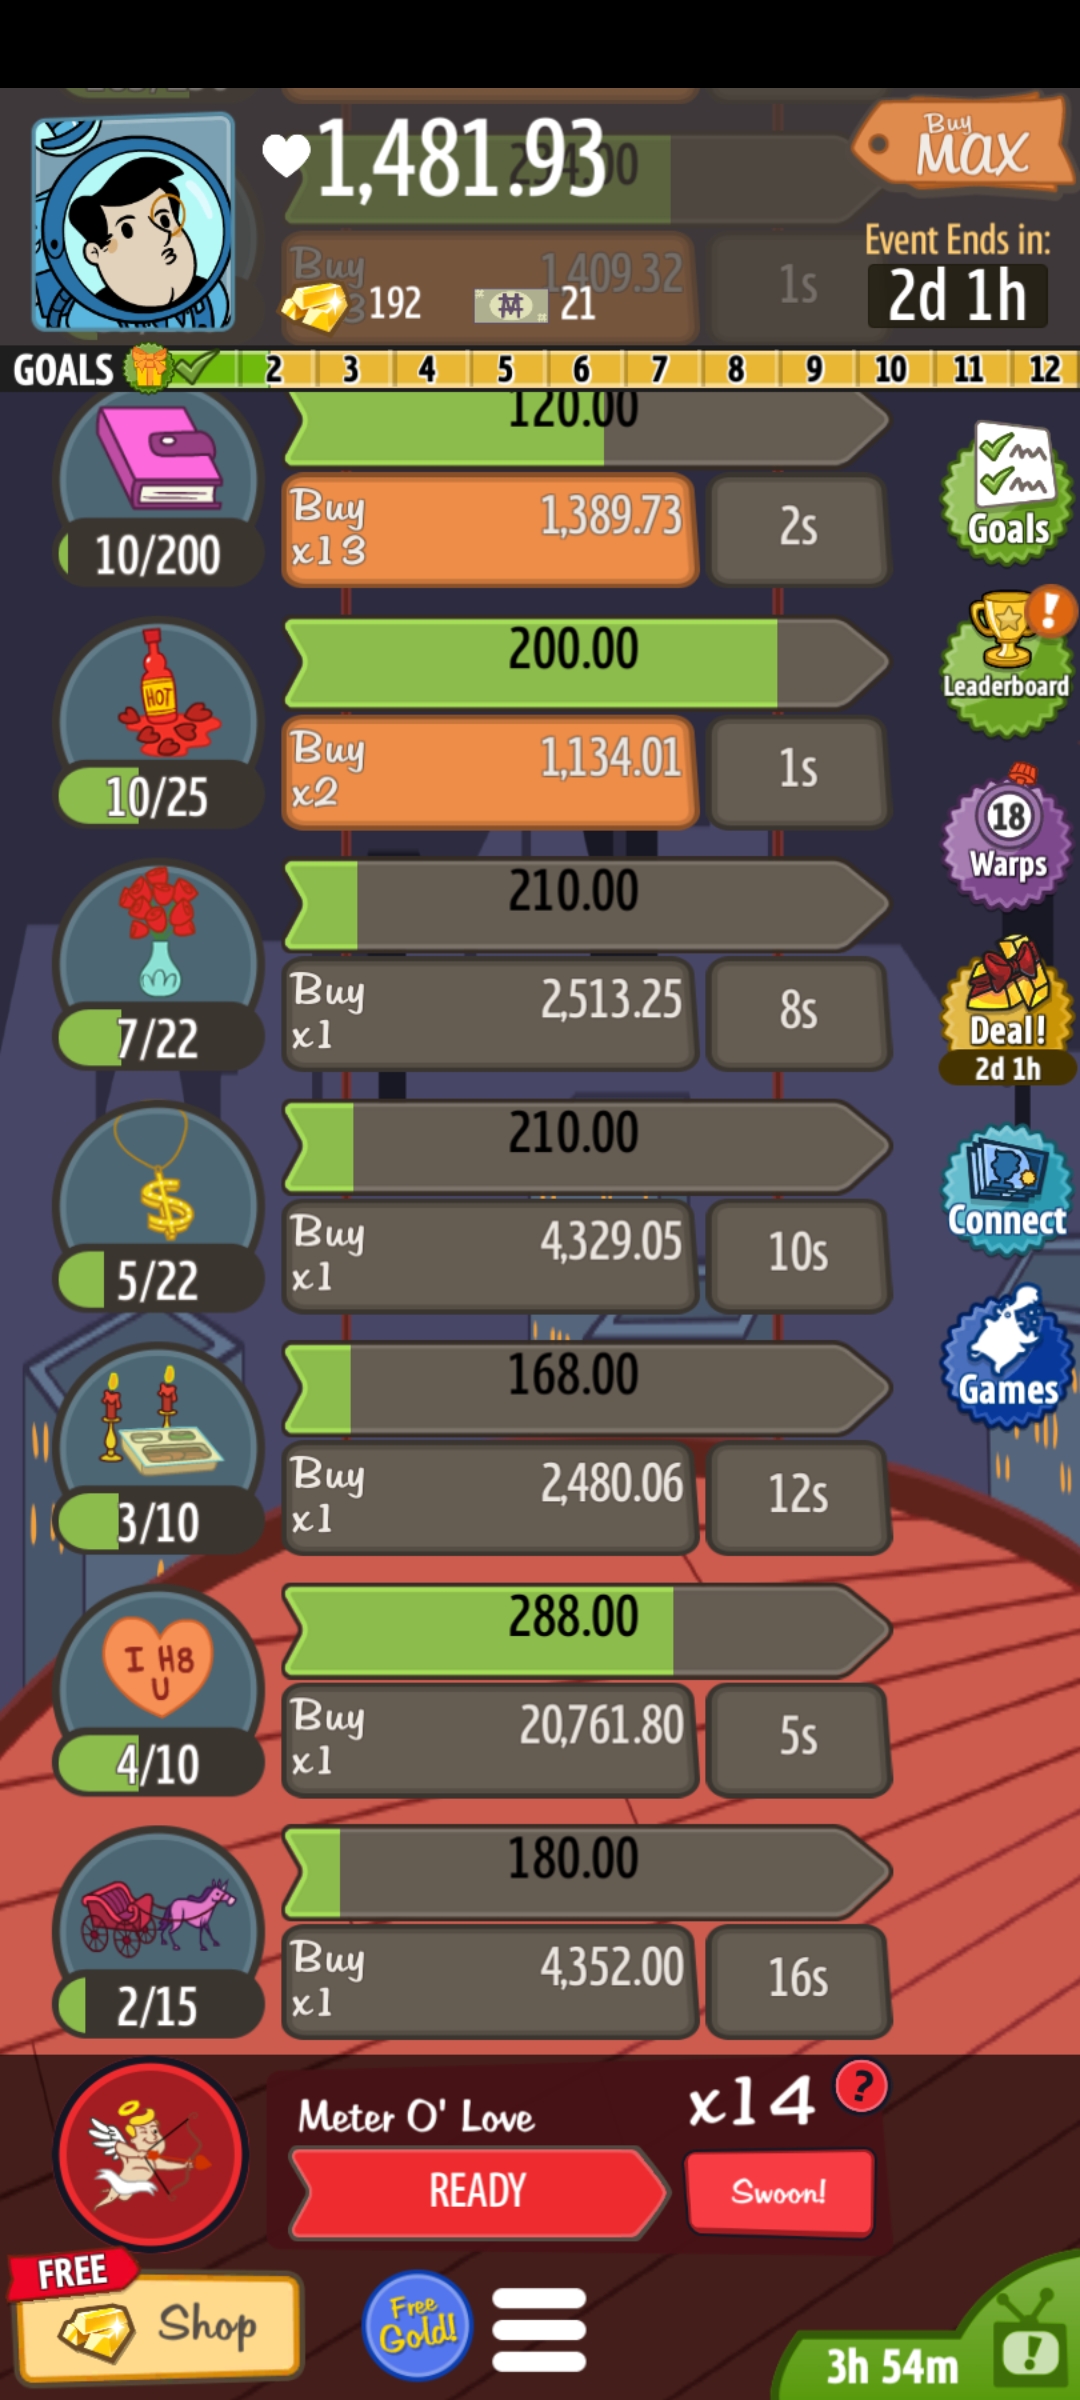 1,481.93
Buy
MAX
234.00
Event Ends in:
2d 1h
Buy
1,409.32
1s
192
21
GOALS 2 3 4 5 6 7 8 9 10 11 12
120.00
10/200
Buy
x13
1,389.73
2s
Goals
200.00
HOT
10/25
Buy
x2
1,134.01
1s
!
Leaderboard
210.00
7/22
Buy
x1
2,513.25
8s
18
Warps
Deal!
2d 1h
210.00
$
5/22
Buy
x1
4,329.05
10s
Connect
168.00
3/10
Buy
x1
2,480.06
12s
Games
288.00
I H8
U
4/10
Buy
x1
20,761.80
5s
180.00
2/15
Buy
x1
4,352.00
16s
Meter O' Love
x14
?
READY
Swoon!
FREE
Shop
Free
Gold!
3h 54m
!